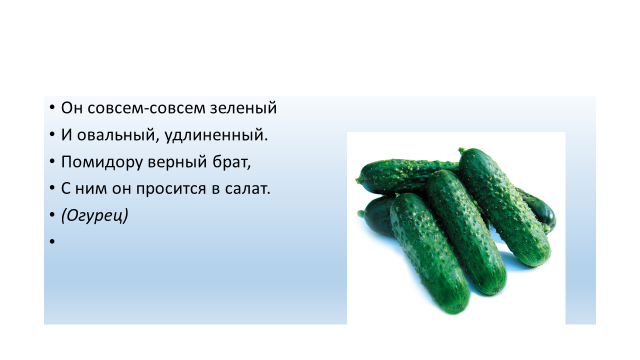 • Он совсем-совсем зеленый
• И овальный, удлиненный.
• Помидору верный брат,
• С ним он просится в салат.
• (Огурец)
•